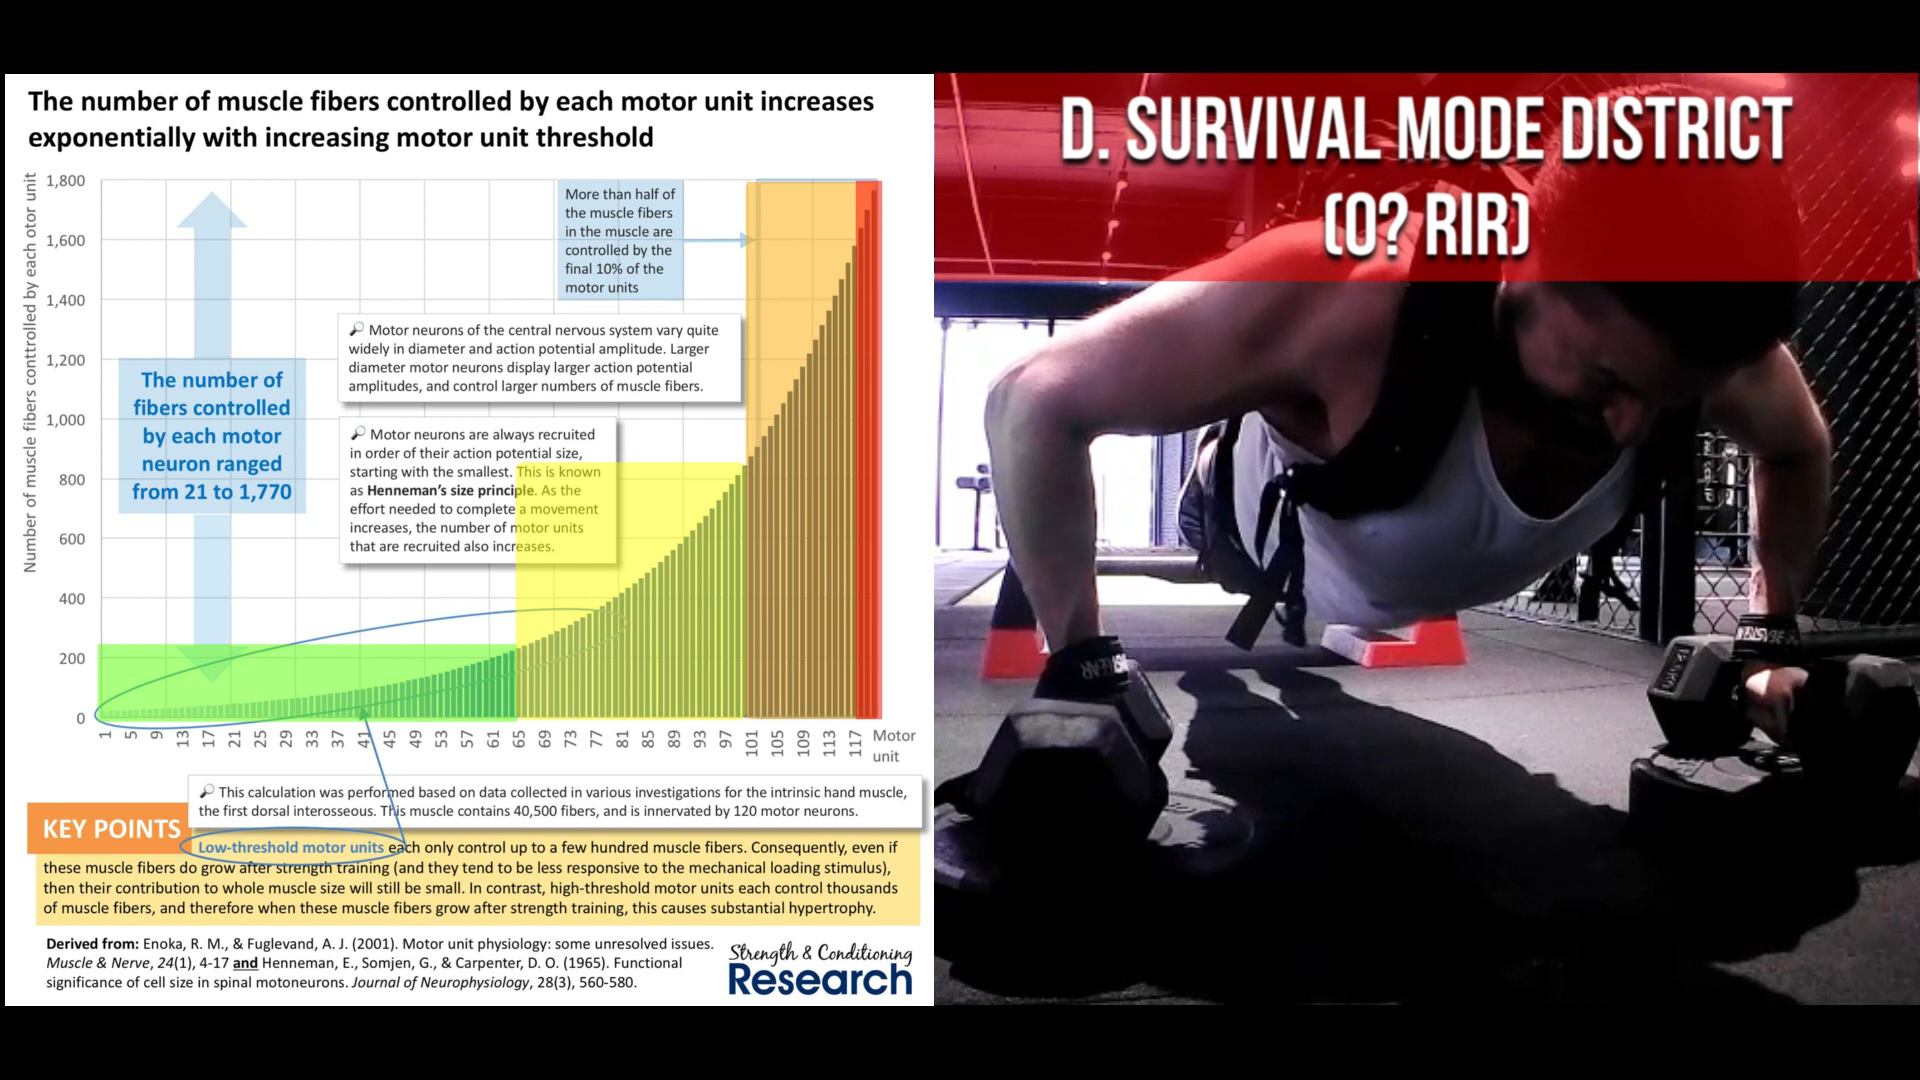 The number of muscle fibers controlled by each motor unit increases
exponentially with increasing motor unit threshold
Number of muscle fibers conttrolled by each otor unit
1,800
1,600
1,400
1,200
1,000
800
600
400
200
0
The number of
fibers controlled
by each motor
neuron ranged
from 21 to 1,770
More than half of
the muscle fibers
in the muscle are
controlled by the
final 10% of the
motor units
Motor neurons of the central nervous system vary quite
widely in diameter and action potential amplitude. Larger
diameter motor neurons display larger action potential
amplitudes, and control larger numbers of muscle fibers.
Motor neurons are always recruited
in order of their action potential size,
starting with the smallest. This is known
as Henneman's size principle. As the
effort needed to complete a movement
increases, the number of motor units
that are recruited also increases.
1 5 9 13 17 21 25 29 33 37 41 45 49 53 57 61 65 69 73 77 81 85 89 93 97 101 105 109 113 117
Motor
unit
This calculation was performed based on data collected in various investigations for the intrinsic hand muscle,
the first dorsal interosseous. This muscle contains 40,500 fibers, and is innervated by 120 motor neurons.
KEY POINTS
Low-threshold motor units each only control up to a few hundred muscle fibers. Consequently, even if
these muscle fibers do grow after strength training (and they tend to be less responsive to the mechanical loading stimulus),
then their contribution to whole muscle size will still be small. In contrast, high-threshold motor units each control thousands
of muscle fibers, and therefore when these muscle fibers grow after strength training, this causes substantial hypertrophy.
Derived from: Enoka, R. M., & Fuglevand, A. J. (2001). Motor unit physiology: some unresolved issues.
Muscle & Nerve, 24(1), 4-17 and Henneman, E., Somjen, G., & Carpenter, D. O. (1965). Functional
significance of cell size in spinal motoneurons. Journal of Neurophysiology, 28(3), 560-580.
Strength & Conditioning
Research
D. SURVIVAL MODE DISTRICT
(0? RIR)